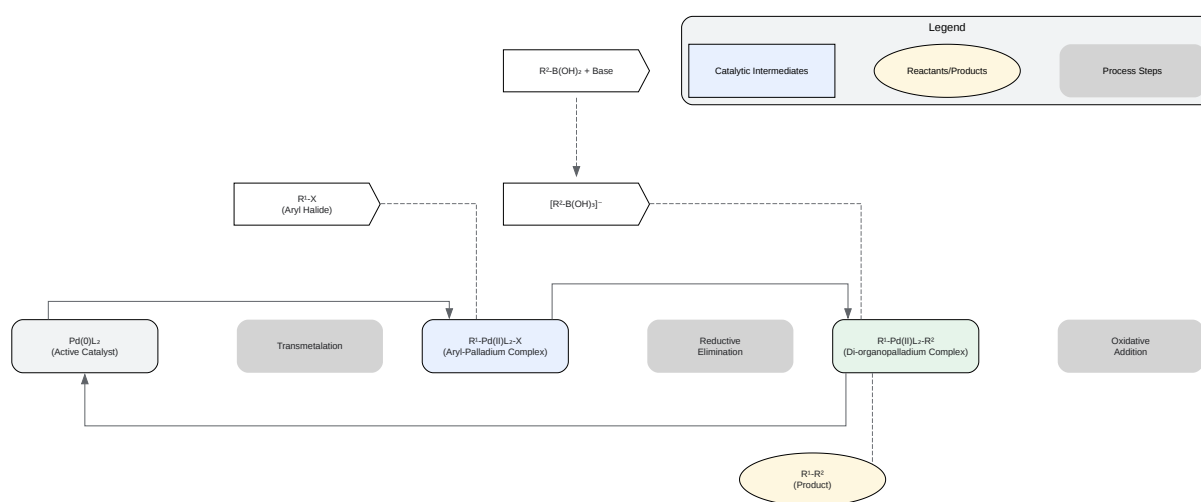 Legend
R²-B(OH)₂ + Base
Catalytic Intermediates
Reactants/Products
Process Steps
R¹-X
(Aryl Halide)
[R²-B(OH)₃]⁻
Pd(0)L₂
(Active Catalyst)
Transmetalation
R¹-Pd(II)L₂-X
(Aryl-Palladium Complex)
Reductive
Elimination
R¹-Pd(II)L₂-R²
(Di-organopalladium Complex)
Oxidative
Addition
R¹-R²
(Product)